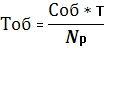 Тоб = Соб * т
Nр